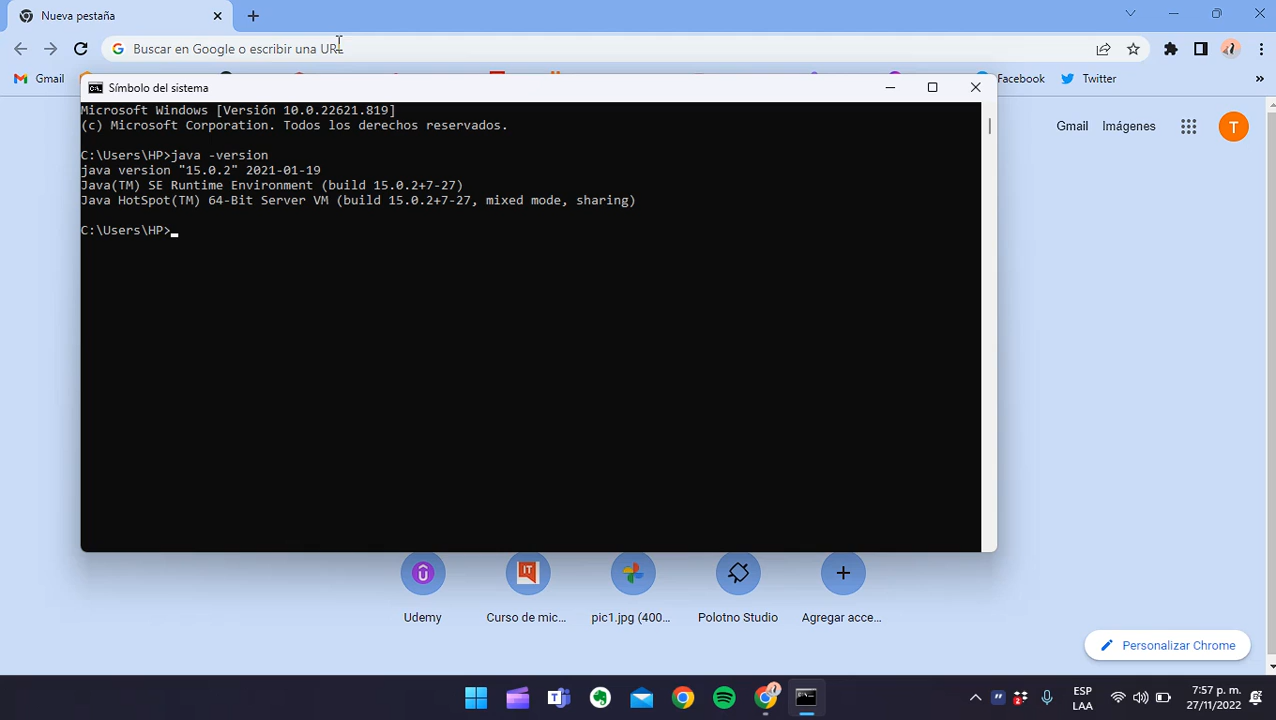 Nueva pestaña
Buscar en Google o escribir una URL
Gmail
Facebook
Twitter
»
Símbolo del sistema
Gmail
Imágenes
T
Microsoft Windows [Versión 10.0.22621.819]
(c) Microsoft Corporation. Todos los derechos reservados.
C:\Users\HP>java -version
java version "15.0.2" 2021-01-19
Java(TM) SE Runtime Environment (build 15.0.2+7-27)
Java HotSpot(TM) 64-Bit Server VM (build 15.0.2+7-27, mixed mode, sharing)
C:\Users\HP>
Udemy
Curso de mic...
pic1.jpg (400...
Polotno Studio
Agregar acce...
Personalizar Chrome
ESP
LAA
7:57 p. m.
27/11/2022